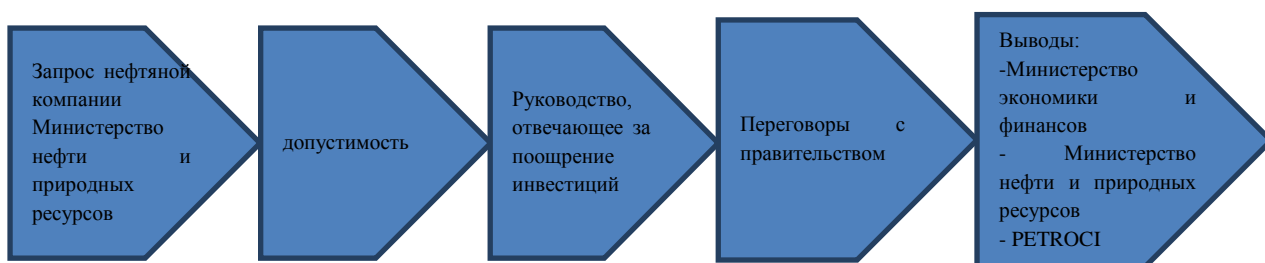 Запрос нефтяной
компании
Министерство
нефти и
природных
ресурсов
допустимость
Руководство,
отвечающее за
поощрение
инвестиций
Переговоры с
правительством
Выводы:
-Министерство
экономики и
финансов
- Министерство
нефти и природных
ресурсов
- PETROCI